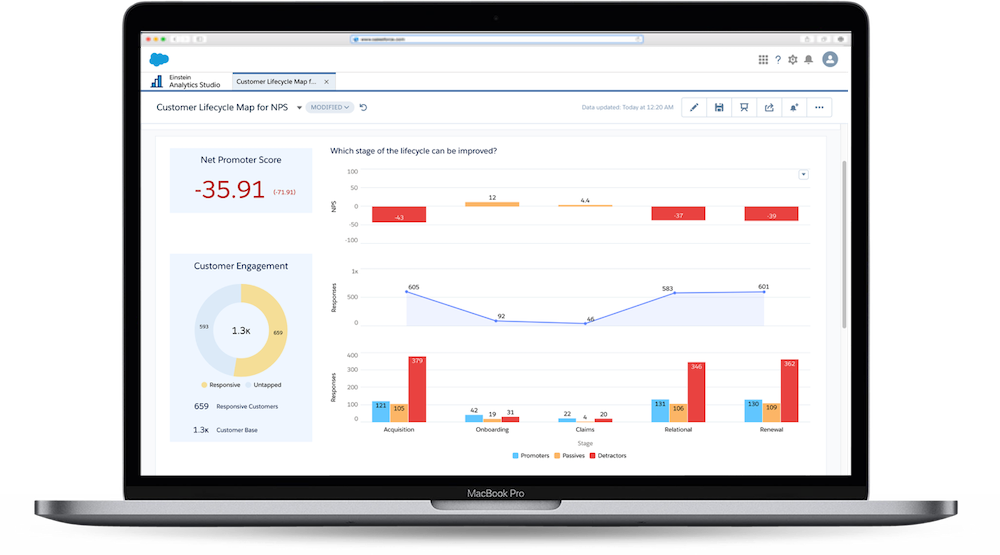 www.salesforce.com
Einstein
Analytics Studio
Customer Lifecycle Map f...
×
?
Customer Lifecycle Map for NPS
MODIFIED
Data updated: Today at 12:20 AM
Net Promoter Score
-35.91 (-71.91)
Which stage of the lifecycle can be improved?
NPS
100
50
0
-50
-100
-43
12
4.4
-37
-39
Customer Engagement
593
1.3K
659
Responsive
Untapped
659 Responsive Customers
1.3K Customer Base
Responses
1K
500
0
605
92
46
583
601
Responses
400
300
200
100
0
121
105
379
42
19
31
22
4
20
131
106
346
130
109
362
Acquisition
Onboarding
Claims
Relational
Renewal
Stage
Promoters
Passives
Detractors
MacBook Pro